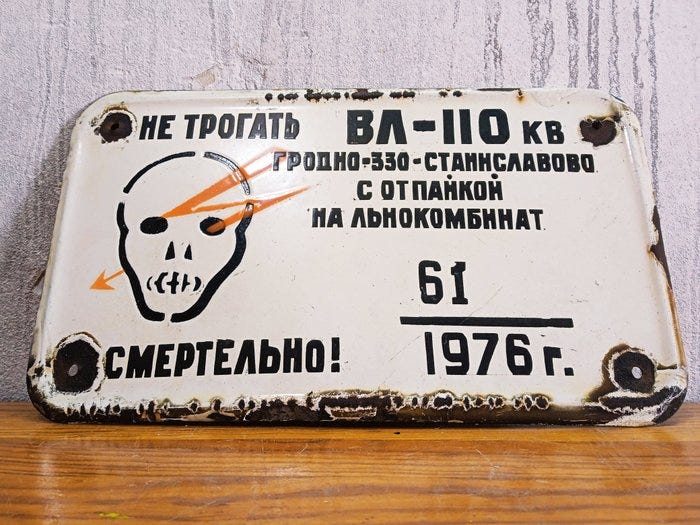 НЕ ТРОГАТЬ ВЛ-110 КВ
ГРОДНО-330-СТАНИСЛАВОВО
С ОТПАЙКОЙ
НА ЛЬНОКОМБИНАТ
61
1976 г.
СМЕРТЕЛЬНО!